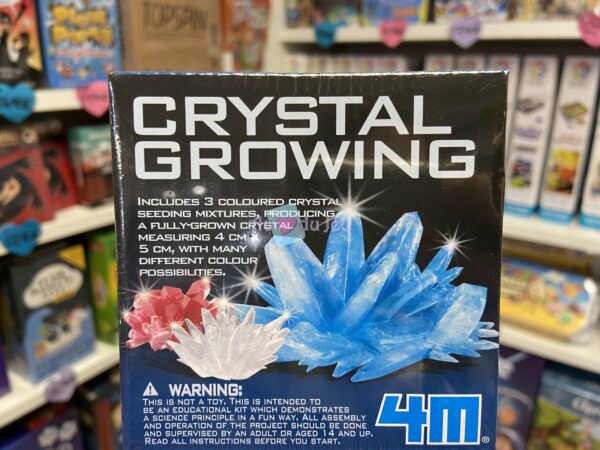 TOPSPIN
CRYSTAL
GROWING
INCLUDES 3 COLOURED CRYSTAL
SEEDING MIXTURES, PRODUCING
A FULLY-GROWN CRYSTAL
MEASURING 4 CM X
5 CM, WITH MANY
DIFFERENT COLOUR
POSSIBILITIES.
du Jeu
WARNING:
THIS IS NOT A TOY. THIS IS INTENDED TO
BE AN EDUCATIONAL KIT WHICH DEMONSTRATES
A SCIENCE PRINCIPLE IN A FUN WAY. ALL ASSEMBLY
AND OPERATION OF THE PROJECT SHOULD BE DONE
AND SUPERVISED BY AN ADULT OR AGED 14 AND UP.
READ ALL INSTRUCTIONS BEFORE YOU START.
4M®